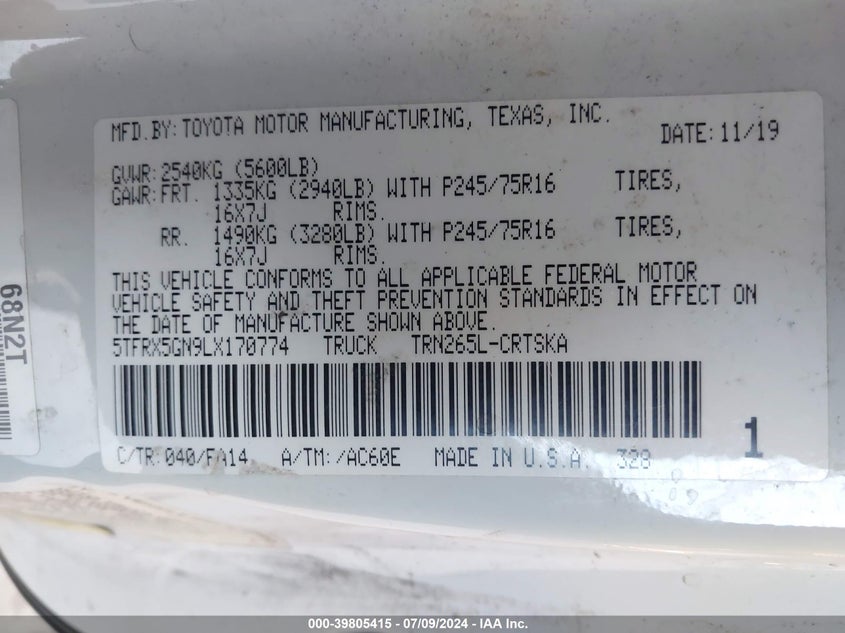 MFD.BY:TOYOTA MOTOR MANUFACTURING, TEXAS, INC. DATE:11/19
GVWR:2540KG (5600LB)
GAWR:FRT. 1335KG (2940LB) WITH P245/75R16 TIRES,
16X7J RIMS.
RR. 1490KG (3280LB) WITH P245/75R16 TIRES,
16X7J RIMS.
THIS VEHICLE CONFORMS TO ALL APPLICABLE FEDERAL MOTOR
VEHICLE SAFETY AND THEFT PREVENTION STANDARDS IN EFFECT ON
THE DATE OF MANUFACTURE SHOWN ABOVE.
5TFRX5GN9LX170774 TRUCK TRN265L-CRTSKA
C/TR:040/FA14 A/TM:/AC60E MADE IN U.S.A. 328 1
68N2T
000-39805415 - 07/09/2024 - IAA Inc.